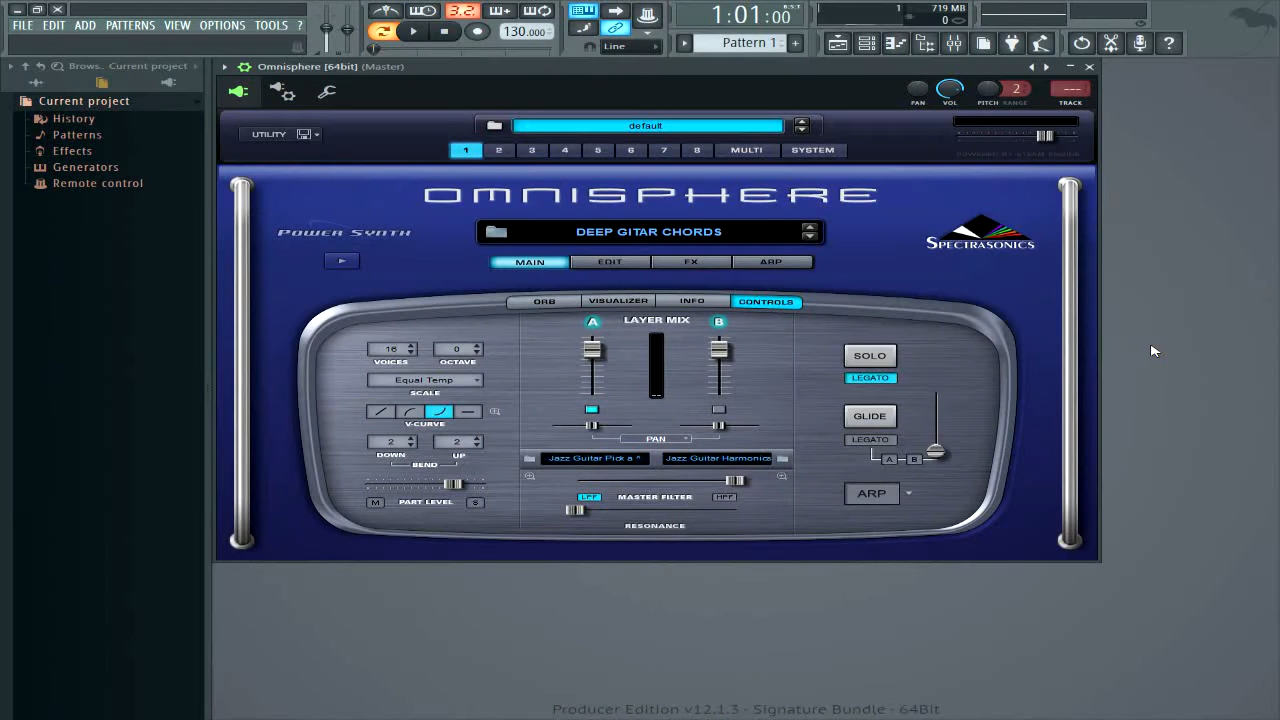 FILE EDIT ADD PATTERNS VIEW OPTIONS TOOLS ?
3.2
130.000
Line
1:01:00
B:S:T
Pattern 1
1
719 MB
0
Brows.. Current project
Current project
History
Patterns
Effects
Generators
Remote control
Omnisphere [64bit] (Master)
PAN VOL PITCH RANGE
2
---
TRACK
UTILITY
default
1 2 3 4 5 6 7 8 MULTI SYSTEM
POWERED BY STEAM ENGINE
OMNISPHERE
POWER SYNTH
DEEP GITAR CHORDS
SPECTRASONICS
MAIN EDIT FX ARP
ORB VISUALIZER INFO CONTROLS
A LAYER MIX B
16 0
VOICES OCTAVE
Equal Temp
SCALE
V-CURVE
2 2
DOWN UP
BEND
M PART LEVEL S
PAN
Jazz Guitar Pick a ^ Jazz Guitar Harmonics
LPF MASTER FILTER HPF
RESONANCE
SOLO
LEGATO
GLIDE
LEGATO
A B
ARP
Producer Edition v12.1.3 - Signature Bundle - 64Bit